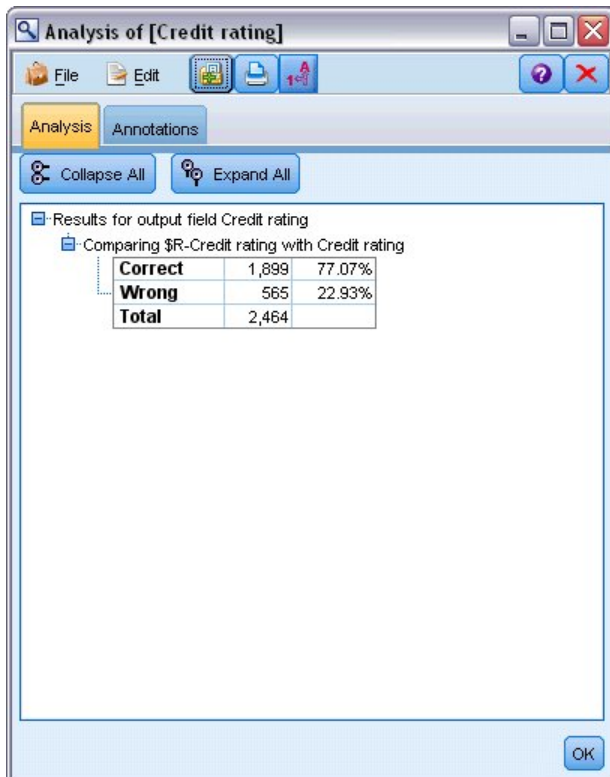 Analysis of [Credit rating]
File Edit
Analysis Annotations
Collapse All Expand All
Results for output field Credit rating
Comparing $R-Credit rating with Credit rating
Correct 1,899 77.07%
Wrong 565 22.93%
Total 2,464
OK